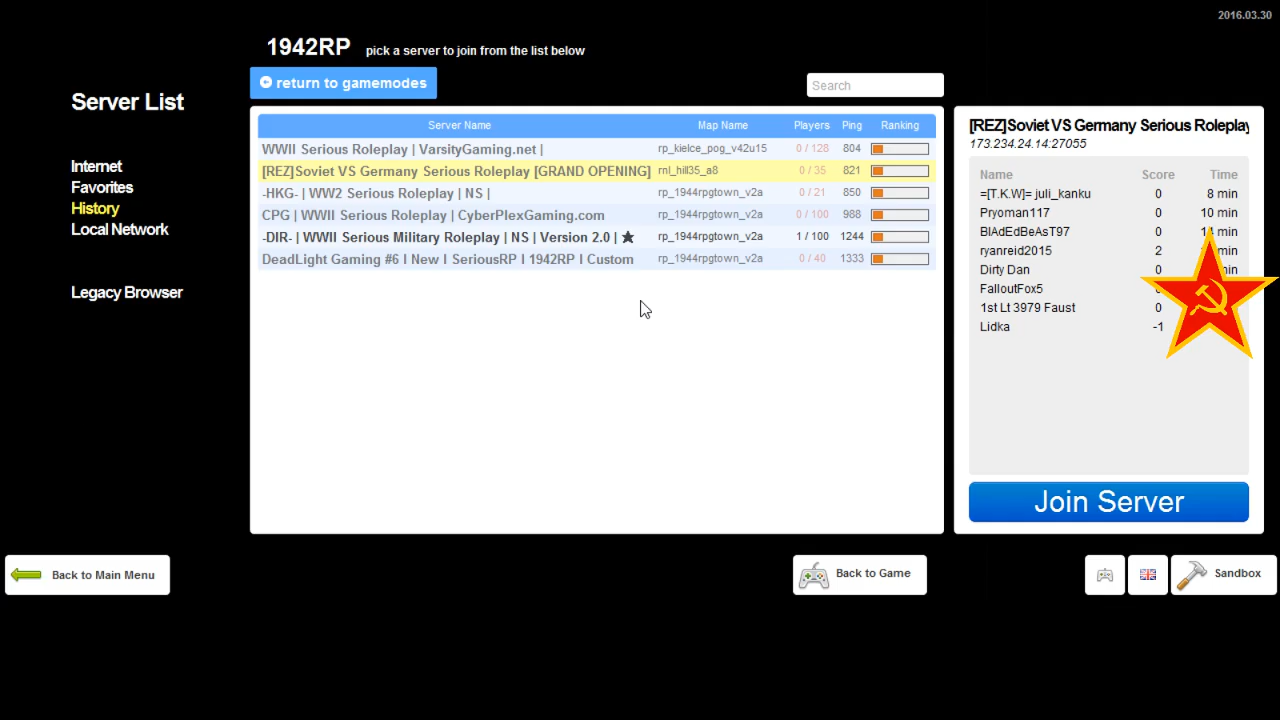 2016.03.30
1942RP pick a server to join from the list below
return to gamemodes
Search
Server List
Internet
Favorites
History
Local Network
Legacy Browser
Server Name Map Name Players Ping Ranking
WWII Serious Roleplay | VarsityGaming.net | rp_kielce_pog_v42u15 0 / 128 804
[REZ]Soviet VS Germany Serious Roleplay [GRAND OPENING] rnl_hill35_a8 0 / 35 821
-HKG- | WW2 Serious Roleplay | NS | rp_1944rpgtown_v2a 0 / 21 850
CPG | WWII Serious Roleplay | CyberPlexGaming.com rp_1944rpgtown_v2a 0 / 100 988
-DIR- | WWII Serious Military Roleplay | NS | Version 2.0 | ★ rp_1944rpgtown_v2a 1 / 100 1244
DeadLight Gaming #6 I New I SeriousRP I 1942RP I Custom rp_1944rpgtown_v2a 0 / 40 1333
[REZ]Soviet VS Germany Serious Roleplay
173.234.24.14:27055
Name Score Time
=[T.K.W]= juli_kanku 0 8 min
Pryoman117 0 10 min
BlAdEdBeAsT97 0 min
ryanreid2015 2
Dirty Dan 0 min
FalloutFox5
1st Lt 3979 Faust 0
Lidka -1
Join Server
Back to Main Menu
Back to Game
Sandbox